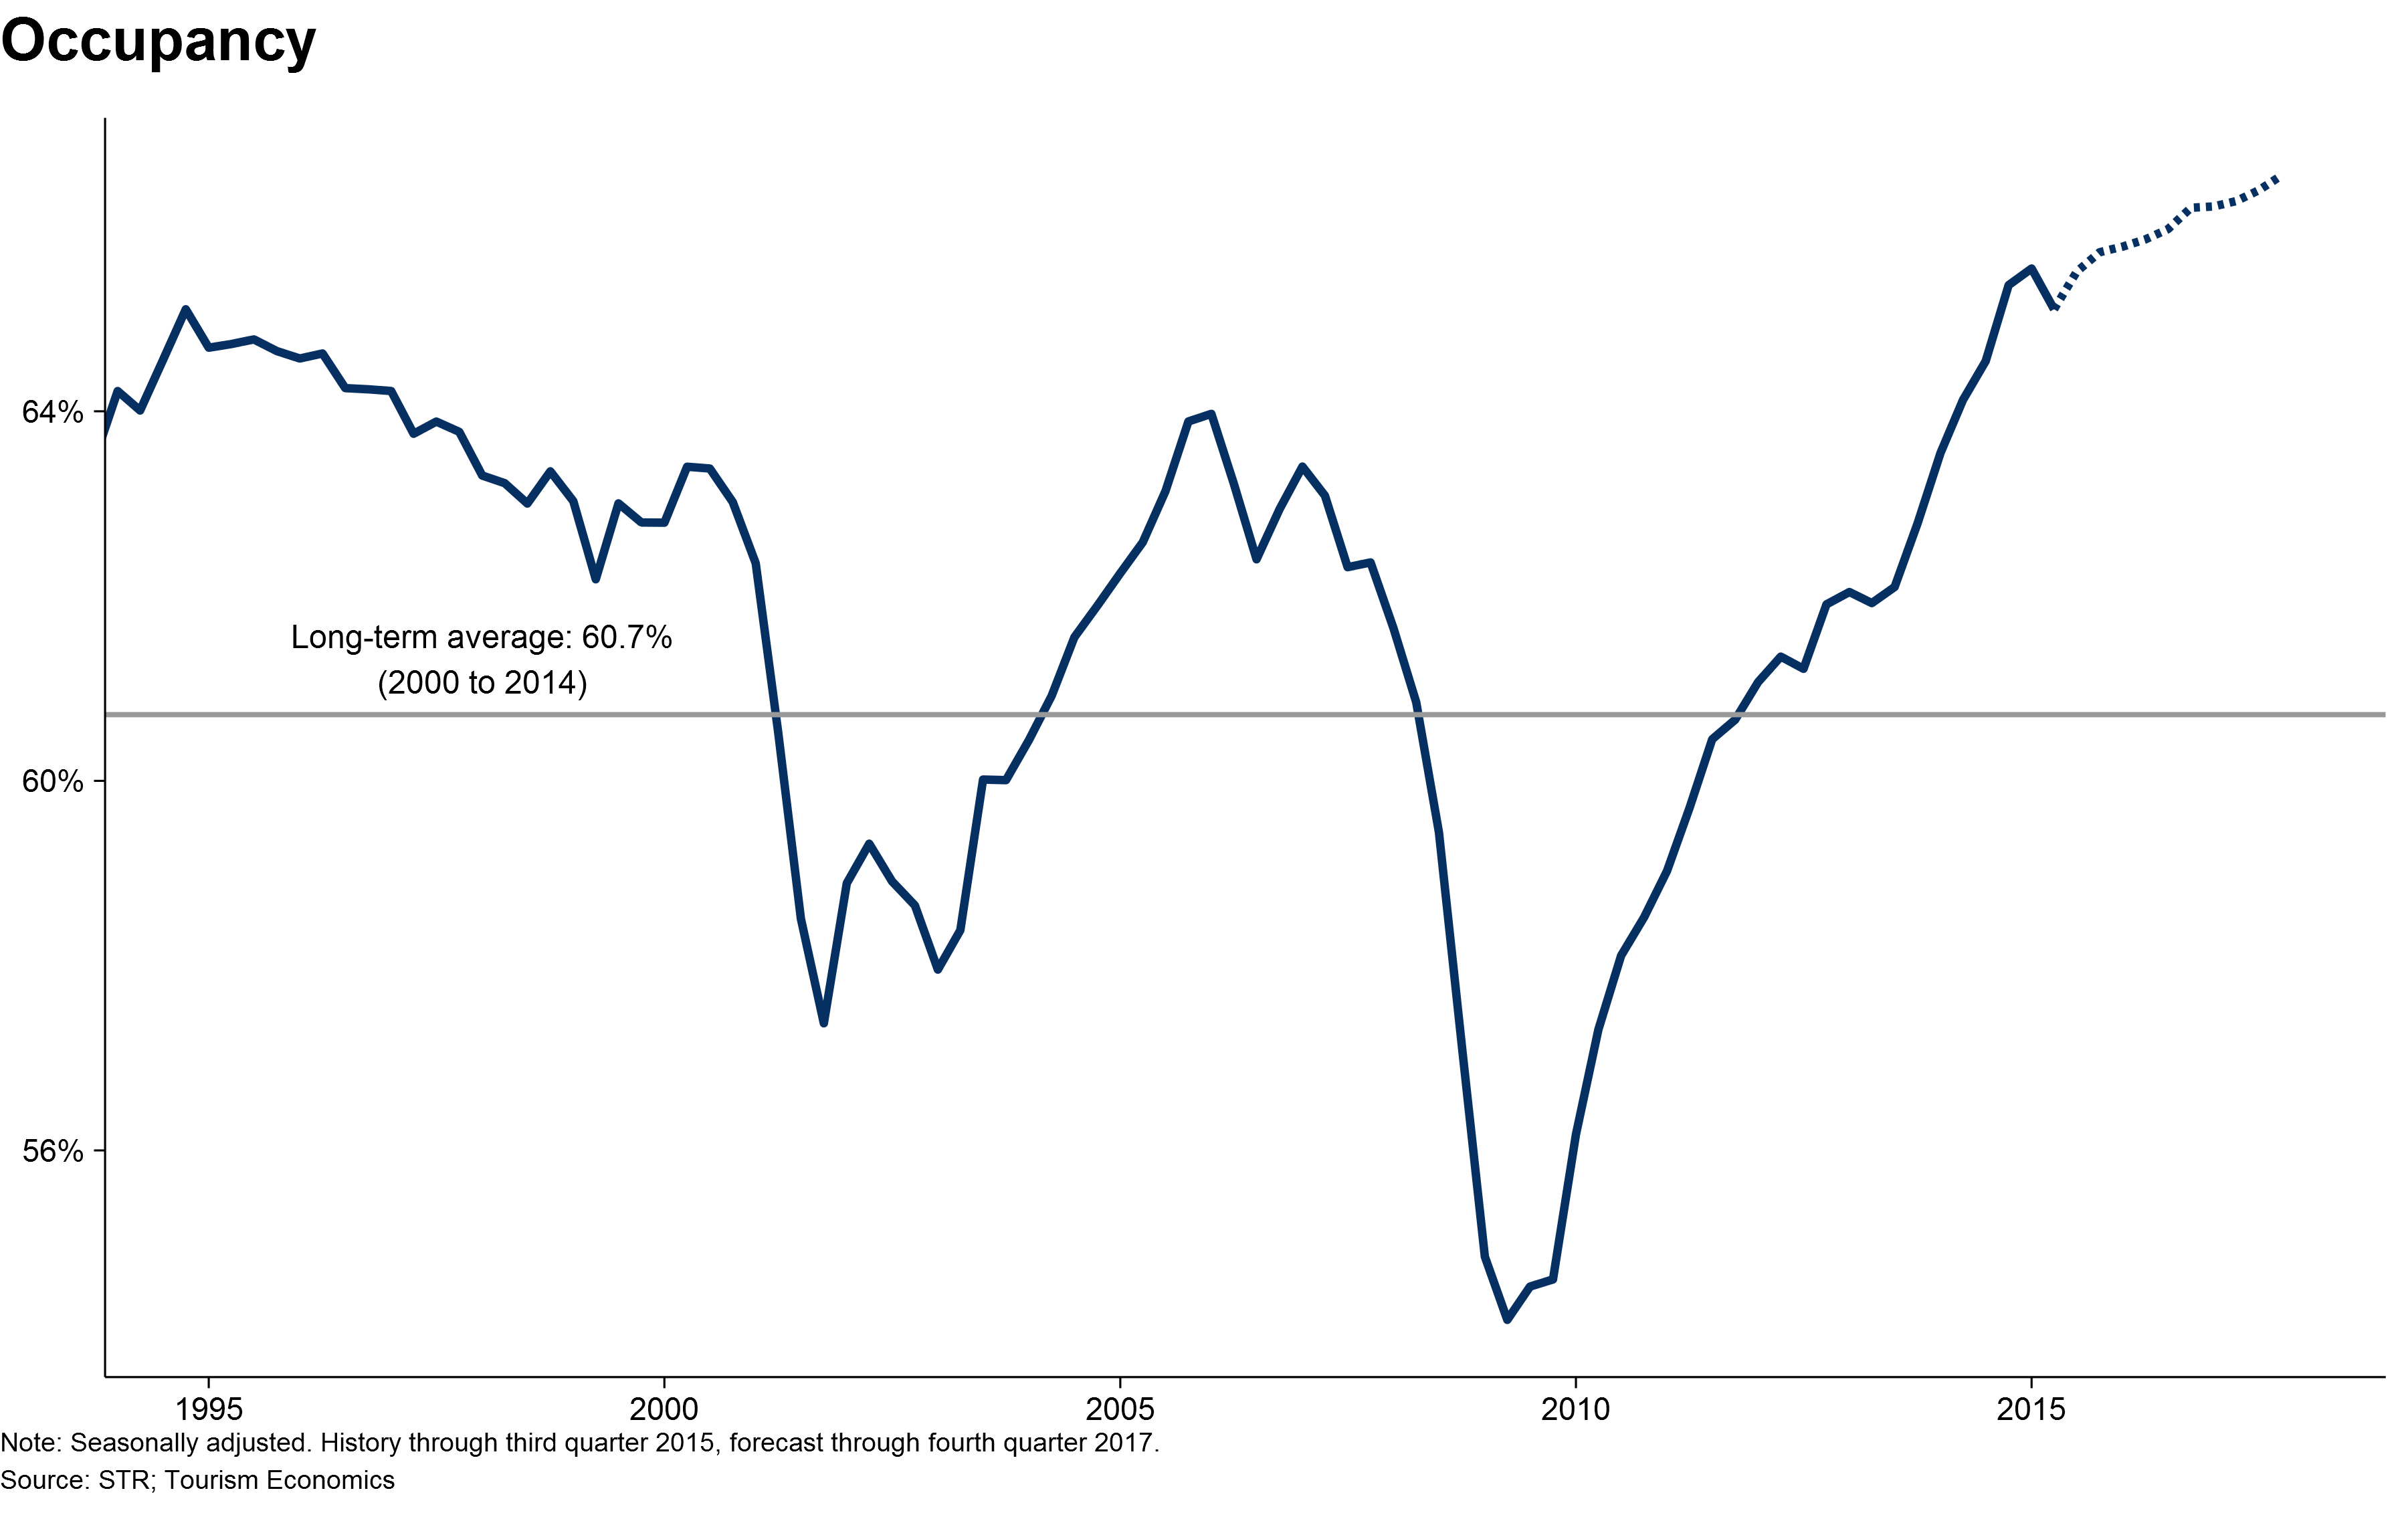 Occupancy
64%
Long-term average: 60.7%
(2000 to 2014)
60%
56%
1995 2000 2005 2010 2015
Note: Seasonally adjusted. History through third quarter 2015, forecast through fourth quarter 2017.
Source: STR; Tourism Economics